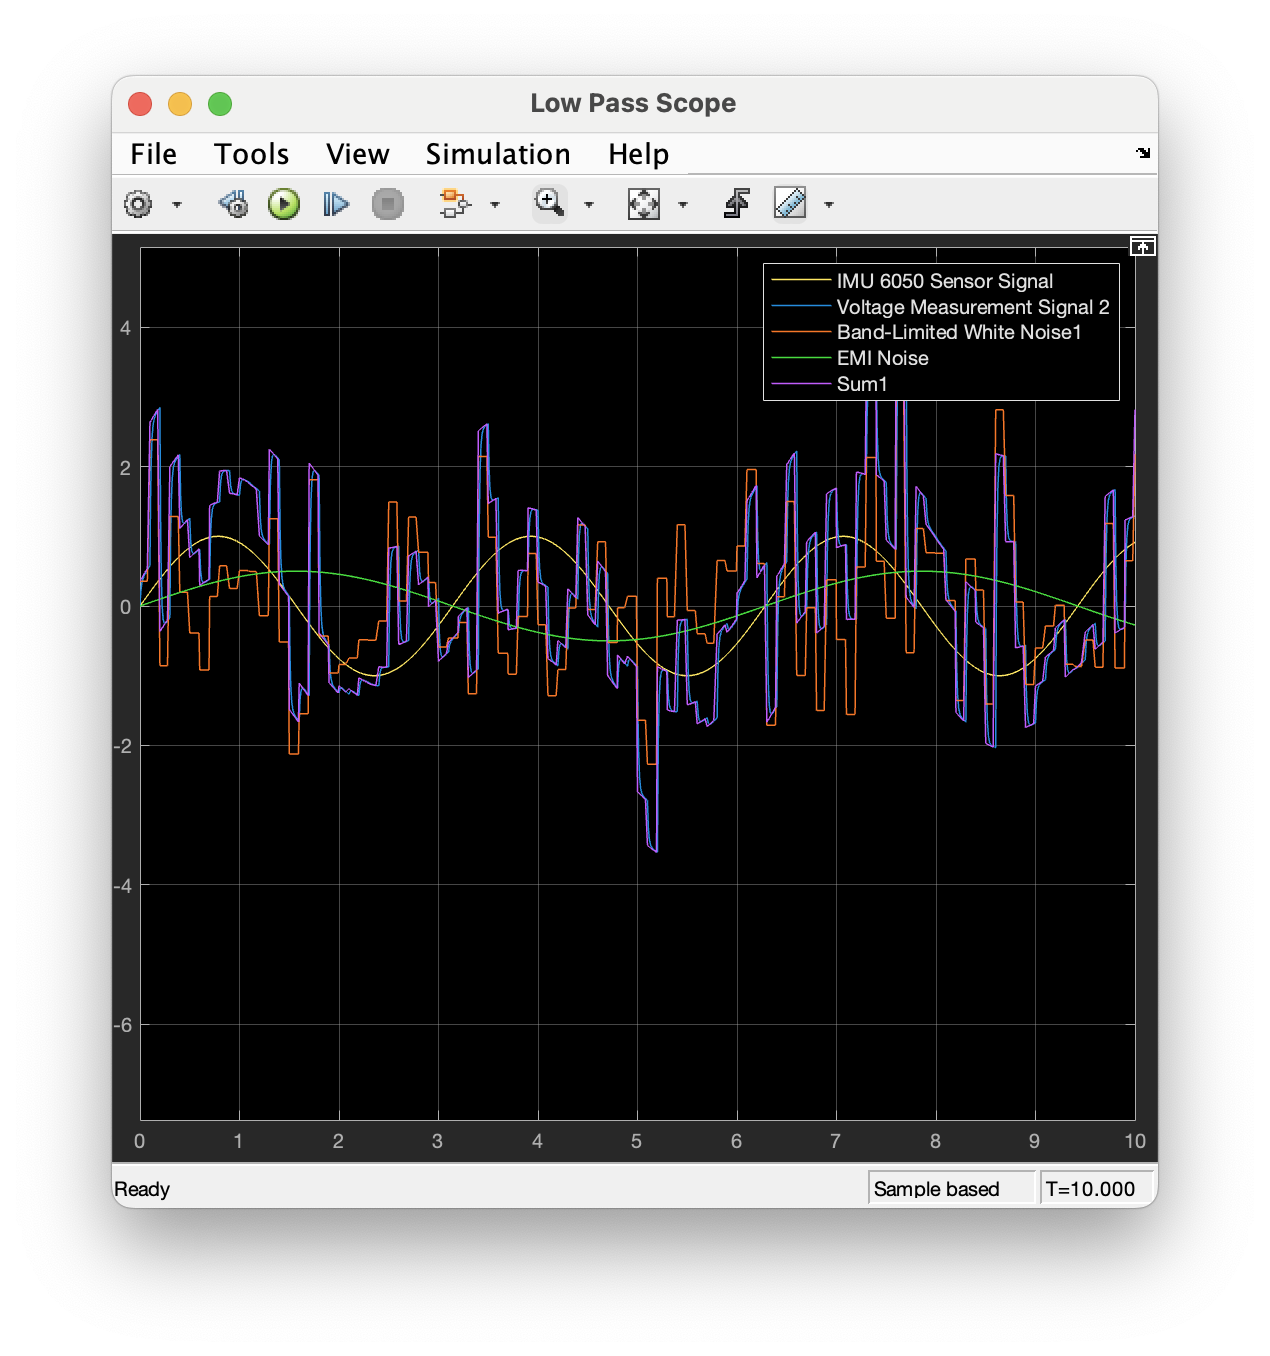 Low Pass Scope
File Tools View Simulation Help
IMU 6050 Sensor Signal
Voltage Measurement Signal 2
Band-Limited White Noise1
EMI Noise
Sum1
4
2
0
-2
-4
-6
0 1 2 3 4 5 6 7 8 9 10
Ready Sample based T=10.000